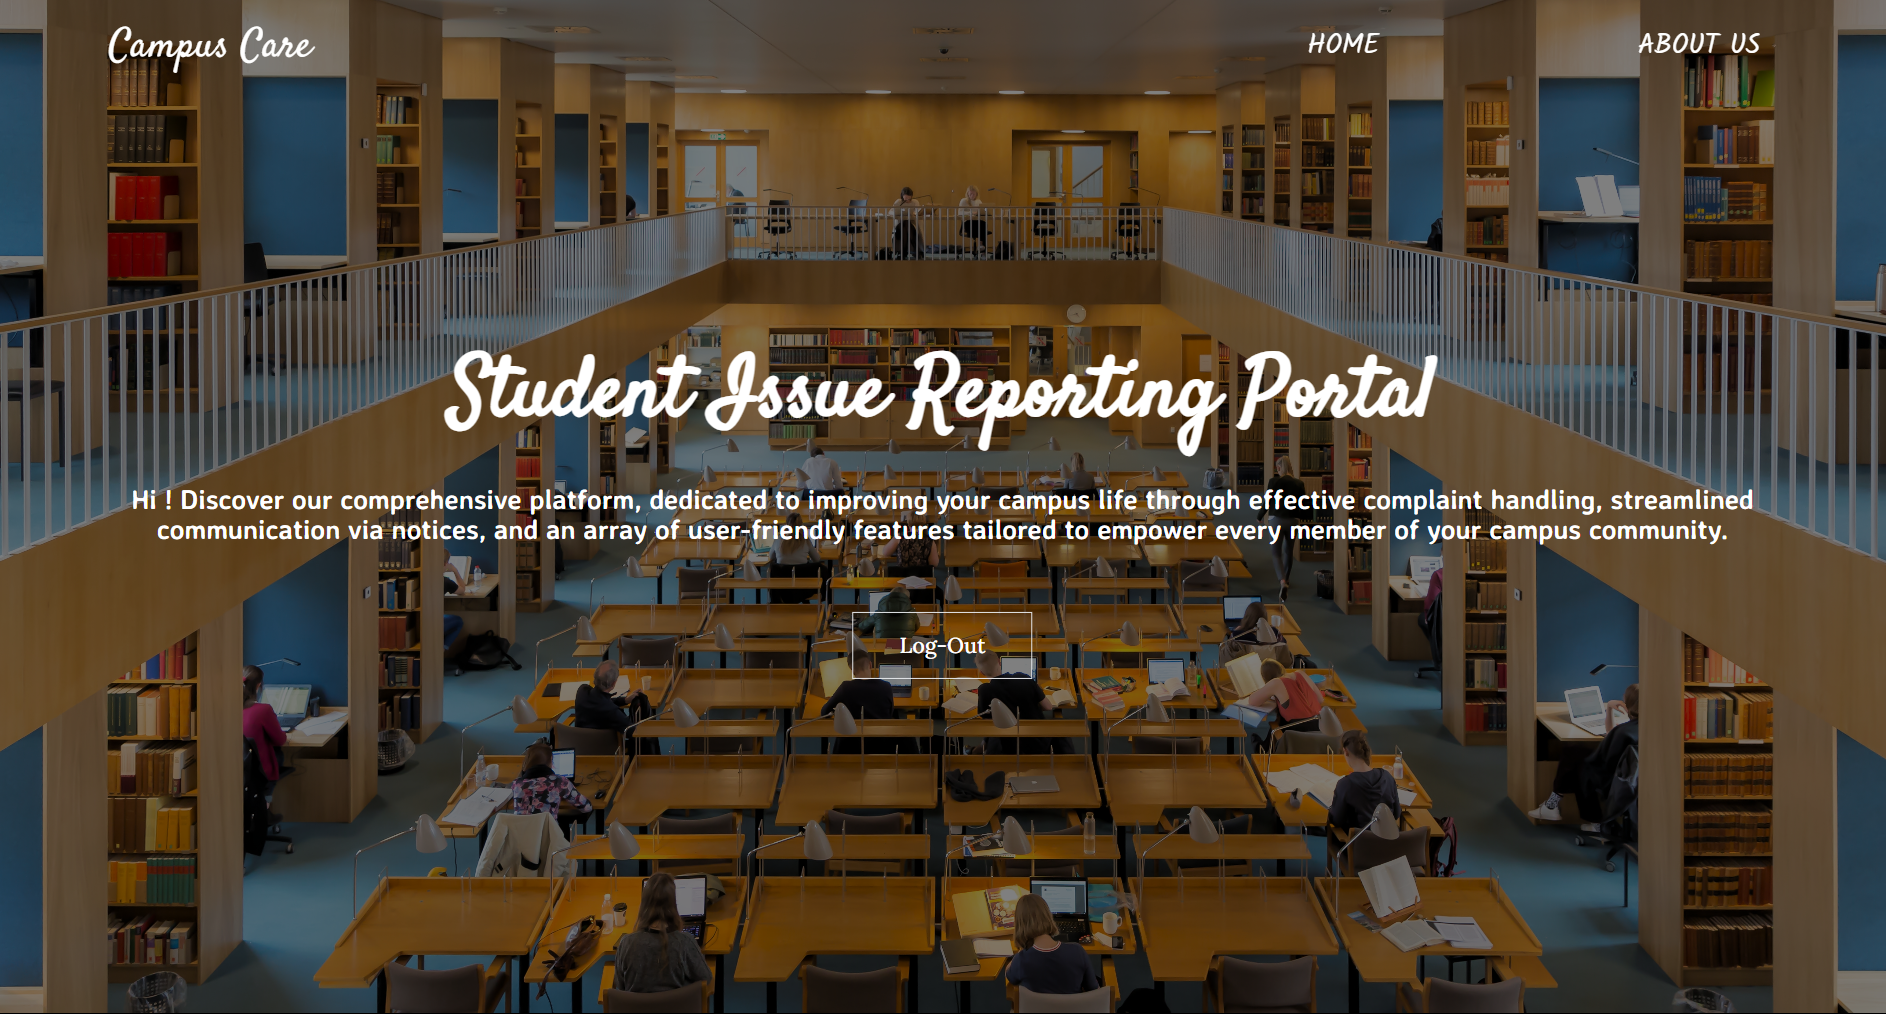 Campus Care
HOME
ABOUT US
Student Issue Reporting Portal
Hi ! Discover our comprehensive platform, dedicated to improving your campus life through effective complaint handling, streamlined
communication via notices, and an array of user-friendly features tailored to empower every member of your campus community.
Log-Out